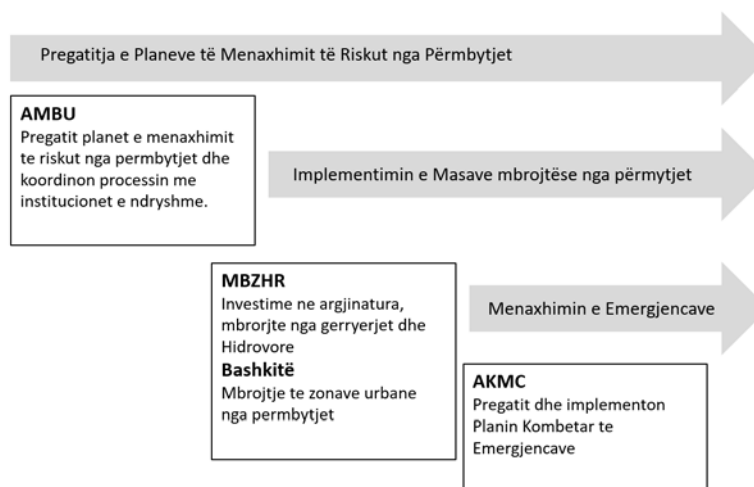 Pregatitja e Planeve të Menaxhimit të Riskut nga Përmbytjet
AMBU
Pregatit planet e menaxhimit
te riskut nga permbytjet dhe
koordinon processin me
institucionet e ndryshme.
Implementimin e Masave mbrojtëse nga përmytjet
MBZHR
Investime ne argjinatura,
mbrorjte nga gerryerjet dhe
Hidrovore
Bashkitë
Mbrojtje te zonave urbane
nga permbytjet
Menaxhimin e Emergjencave
AKMC
Pregatit dhe implementon
Planin Kombetar te
Emergjencave